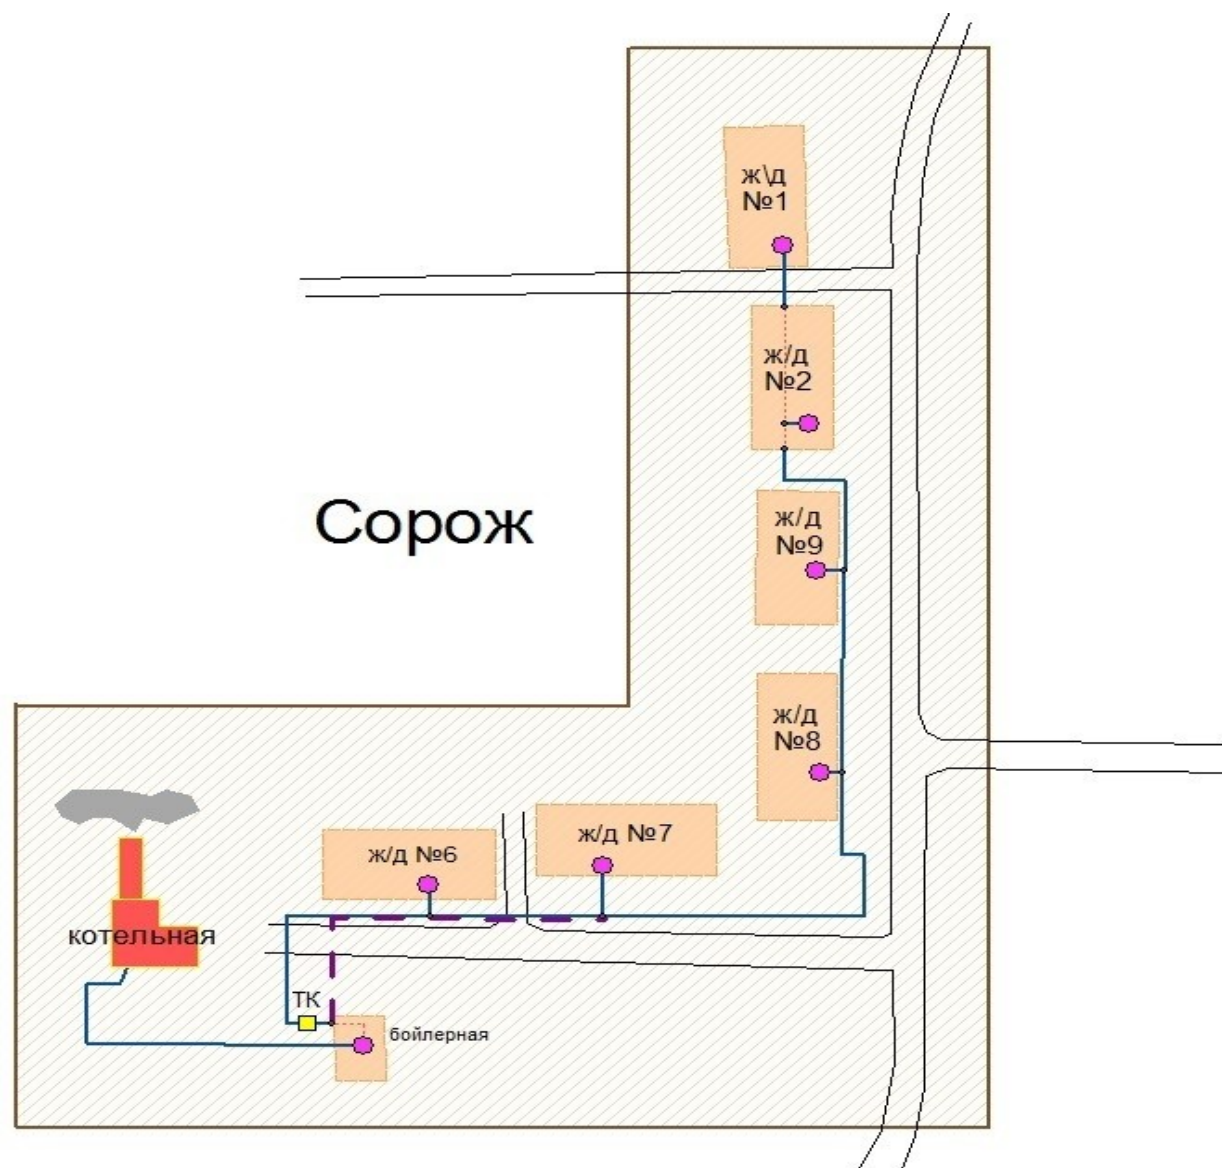 ж\д
№1
ж/д
№2
Сорож
ж/д
№9
ж/д
№8
ж/д №7
ж/д №6
котельная
ТК
бойлерная